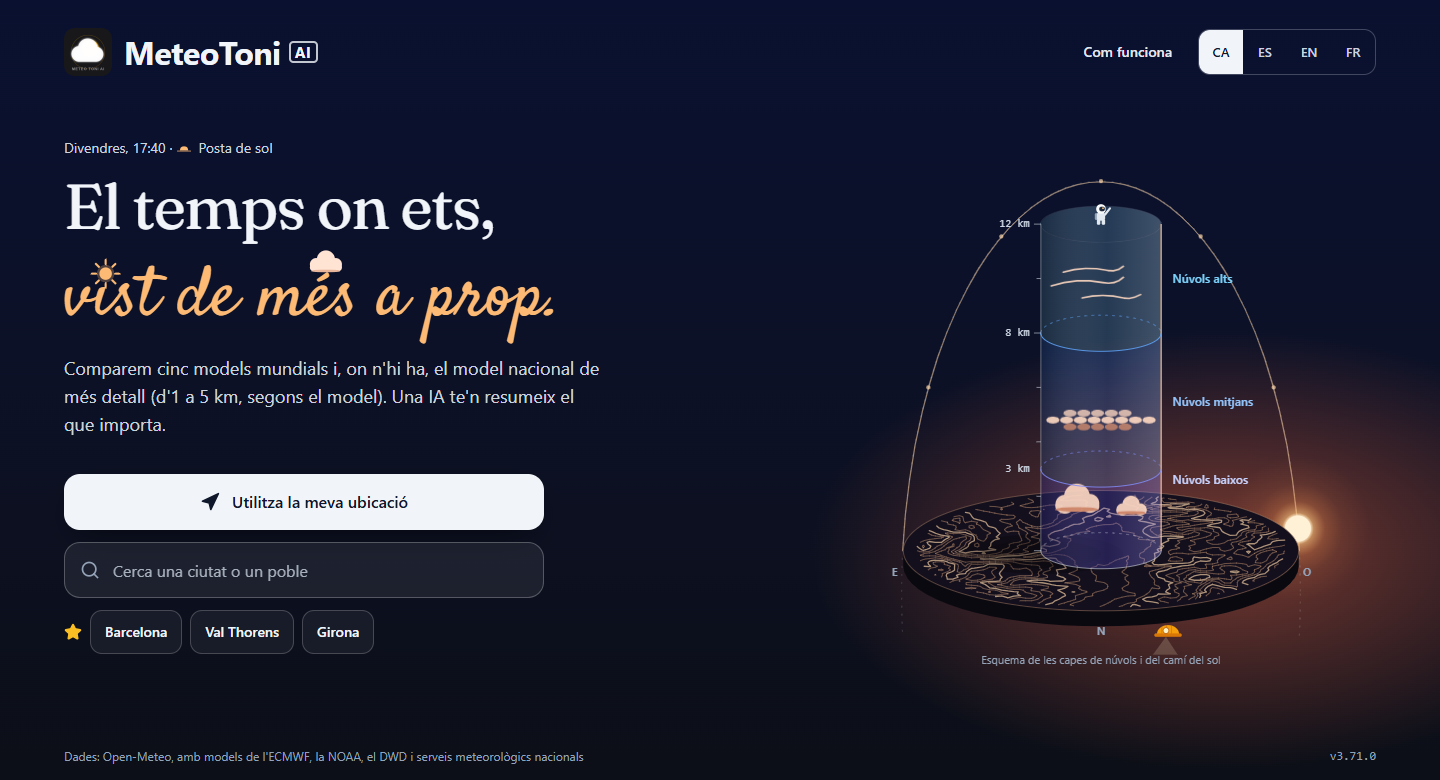 MeteoToni AI
Com funciona
CA ES EN FR
Divendres, 17:40 · Posta de sol
El temps on ets,
vist de més a prop.
Comparem cinc models mundials i, on n'hi ha, el model nacional de
més detall (d'1 a 5 km, segons el model). Una IA te'n resumeix el
que importa.
Utilitza la meva ubicació
Cerca una ciutat o un poble
Barcelona Val Thorens Girona
12 km
Núvols alts
8 km
Núvols mitjans
3 km
Núvols baixos
E
O
N
Esquema de les capes de núvols i del camí del sol
Dades: Open-Meteo, amb models de l'ECMWF, la NOAA, el DWD i serveis meteorològics nacionals
v3.71.0